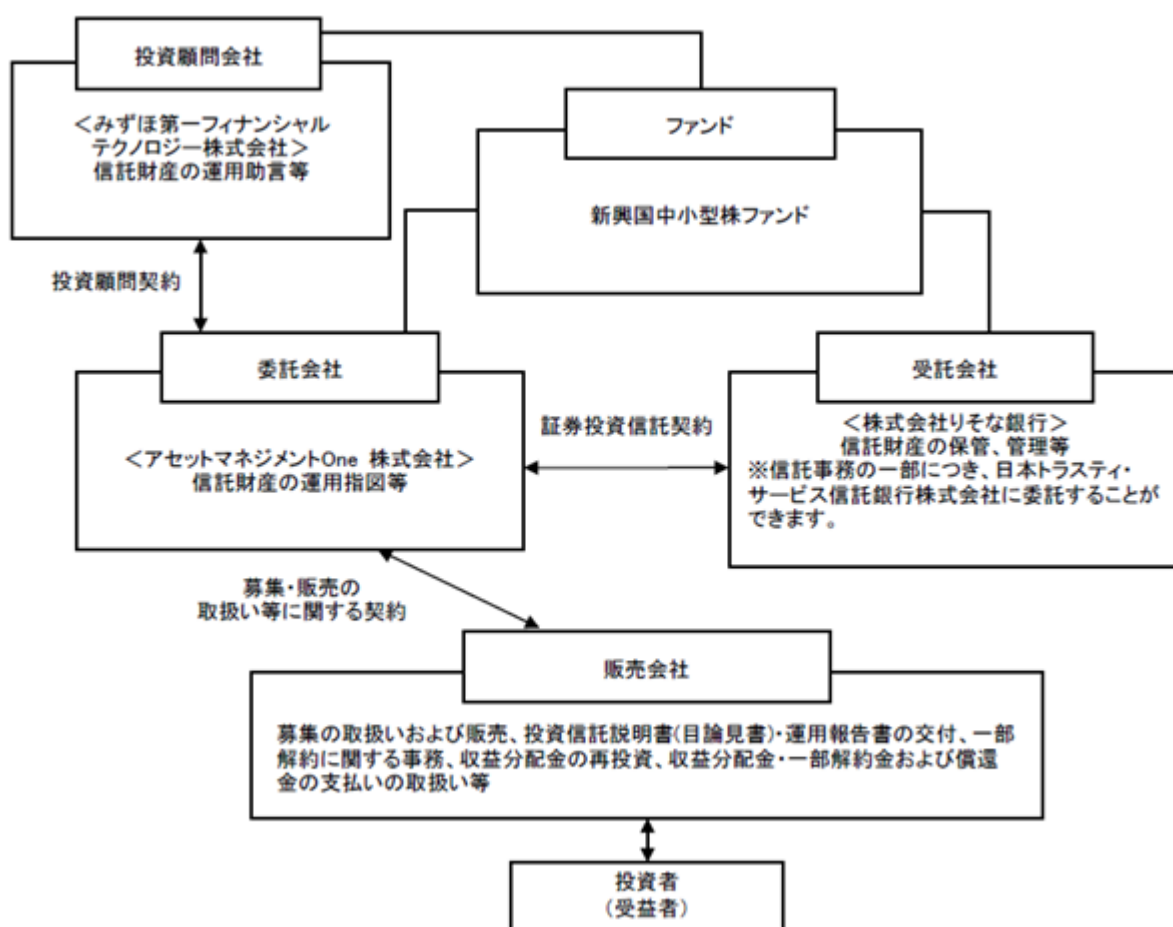 投資顧問会社
＜みずほ第一フィナンシャル
テクノロジー株式会社＞
信託財産の運用助言等
ファンド
新興国中小型株ファンド
投資顧問契約
委託会社
＜アセットマネジメントOne 株式会社＞
信託財産の運用指図等
証券投資信託契約
受託会社
＜株式会社りそな銀行＞
信託財産の保管、管理等
※信託事務の一部につき、日本トラスティ・
サービス信託銀行株式会社に委託することが
できます。
募集・販売の
取扱い等に関する契約
販売会社
募集の取扱いおよび販売、投資信託説明書(目論見書)・運用報告書の交付、一部
解約に関する事務、収益分配金の再投資、収益分配金・一部解約金および償還
金の支払いの取扱い等
投資者
（受益者）